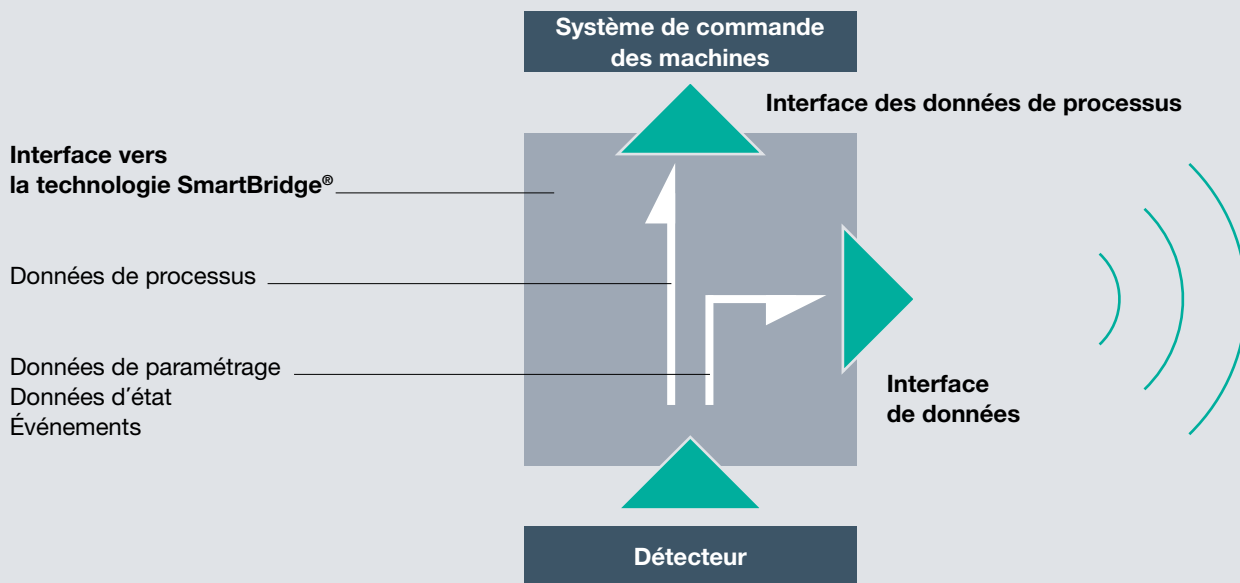 Système de commande
des machines
Interface des données de processus
Interface vers
la technologie SmartBridge®
Données de processus
Données de paramétrage
Données d’état
Événements
Interface
de données
Détecteur